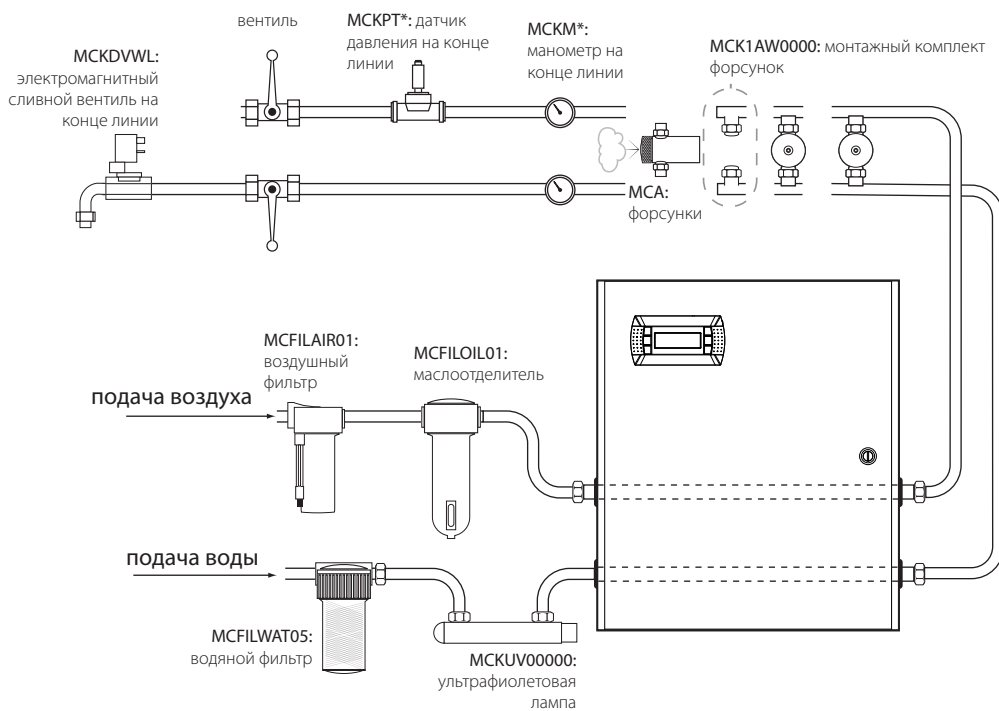 вентиль
MCKPT*: датчик
давления на конце
линии
MCKM*:
манометр на
конце линии
MCK1AW0000: монтажный комплект
форсунок
MCKDVWL:
электромагнитный
сливной вентиль на
конце линии
MCA:
форсунки
MCFILAIR01:
воздушный
фильтр
MCFILOIL01:
маслоотделитель
подача воздуха
подача воды
MCFILWAT05:
водяной фильтр
MCKUV00000:
ультрафиолетовая
лампа